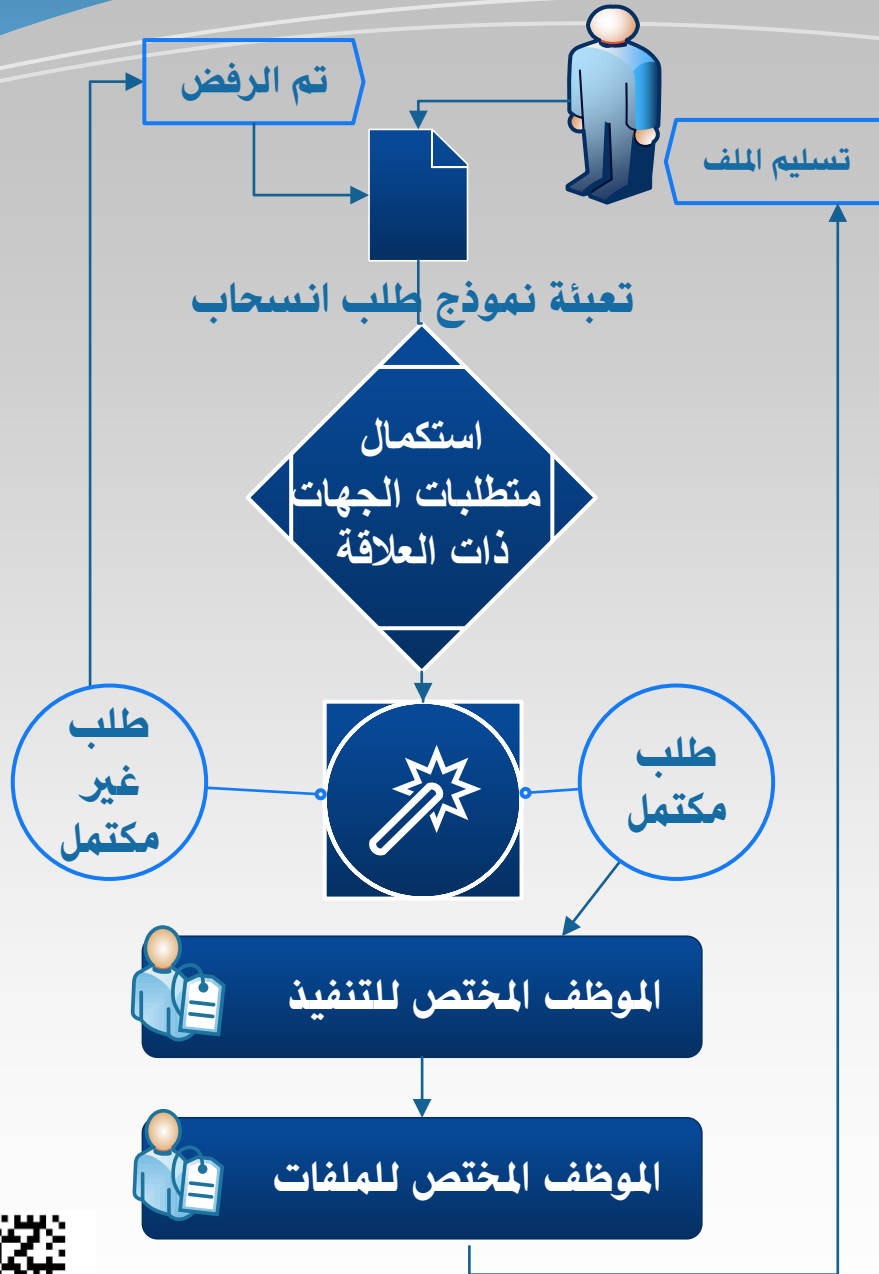 تم الرفض
تسليم الملف
تعبئة نموذج طلب انسحاب
استكمال
متطلبات الجهات
ذات العلاقة
طلب
مكتمل
طلب
غير
مكتمل
الموظف المختص للتنفيذ
الموظف المختص للملفات